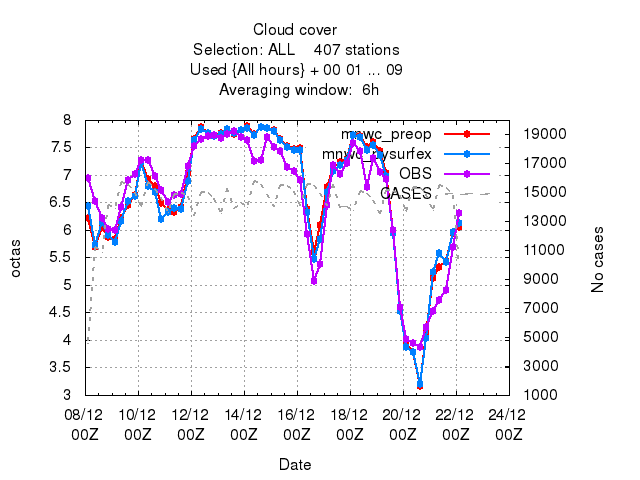 Cloud cover
Selection: ALL 407 stations
Used {All hours} + 00 01 ... 09
Averaging window: 6h
mnwc_preop
OBS
CASES
octas
8
7.5
7
6.5
6
5.5
5
4.5
4
3.5
3
No cases
19000
17000
15000
13000
11000
9000
7000
5000
3000
1000
08/12 10/12 12/12 14/12 16/12 18/12 20/12 22/12 24/12
00Z 00Z 00Z 00Z 00Z 00Z 00Z 00Z 00Z
Date